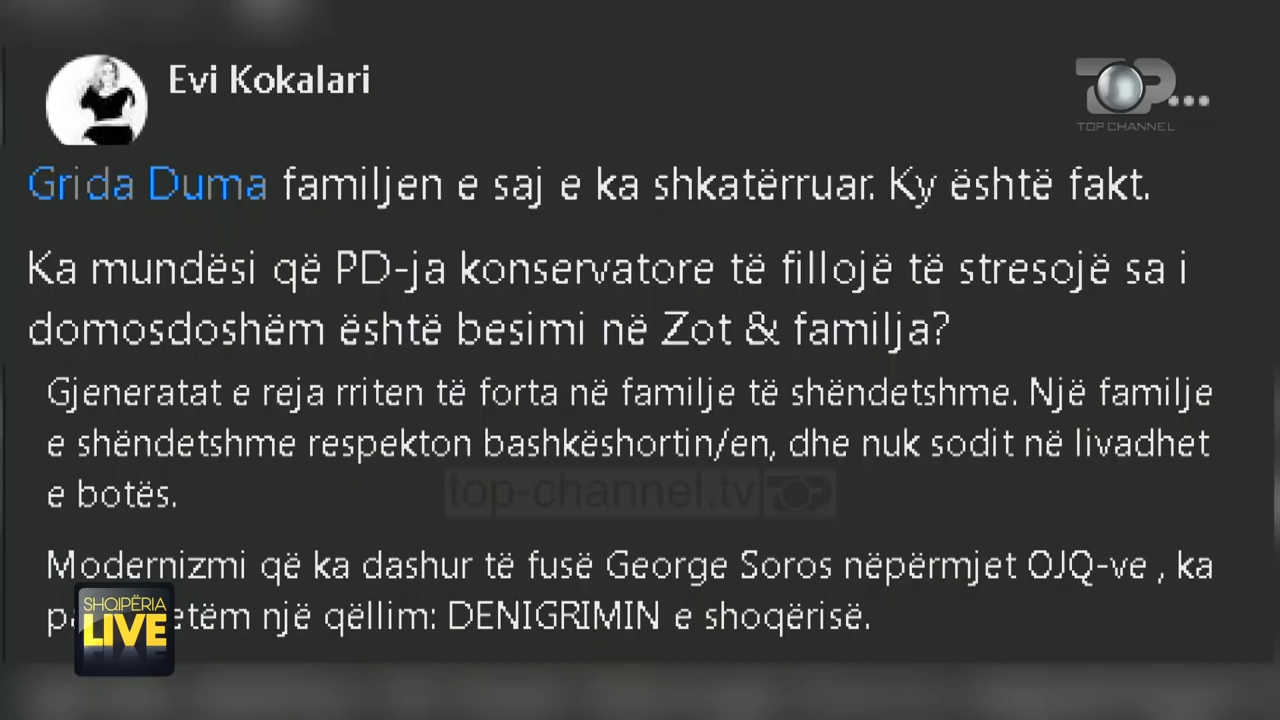 Evi Kokalari
TOP CHANNEL
Grida Duma familjen e saj e ka shkatërruar. Ky është fakt.
Ka mundësi që PD-ja konservatore të fillojë të stresojë sa i
domosdoshëm është besimi në Zot & familja?
Gjeneratat e reja rriten të forta në familje të shëndetshme. Një familje
e shëndetshme respekton bashkëshortin/en, dhe nuk sodit në livadhet
e botës.
top-channel.tv
Modernizmi që ka dashur të fusë George Soros nëpërmjet OJQ-ve , ka
një qëllim: DENIGRIMIN e shoqërisë.
SHQIPËRIA
LIVE